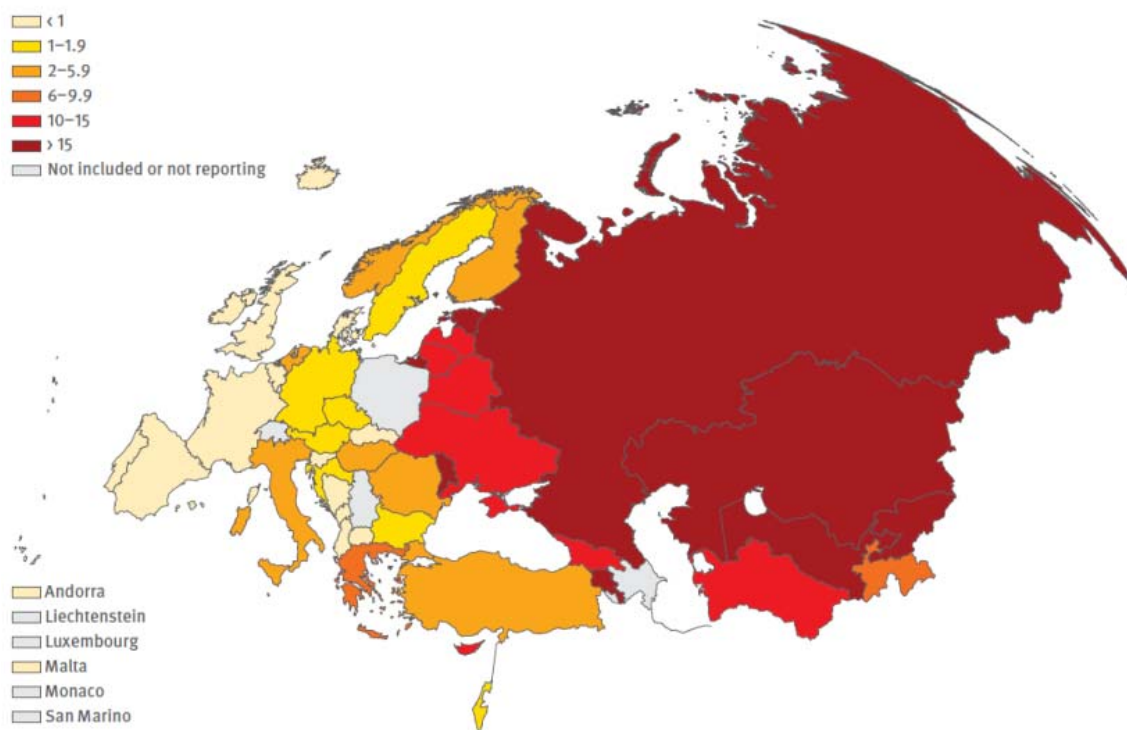 < 1
1–1.9
2–5.9
6–9.9
10–15
> 15
Not included or not reporting
Andorra
Liechtenstein
Luxembourg
Malta
Monaco
San Marino